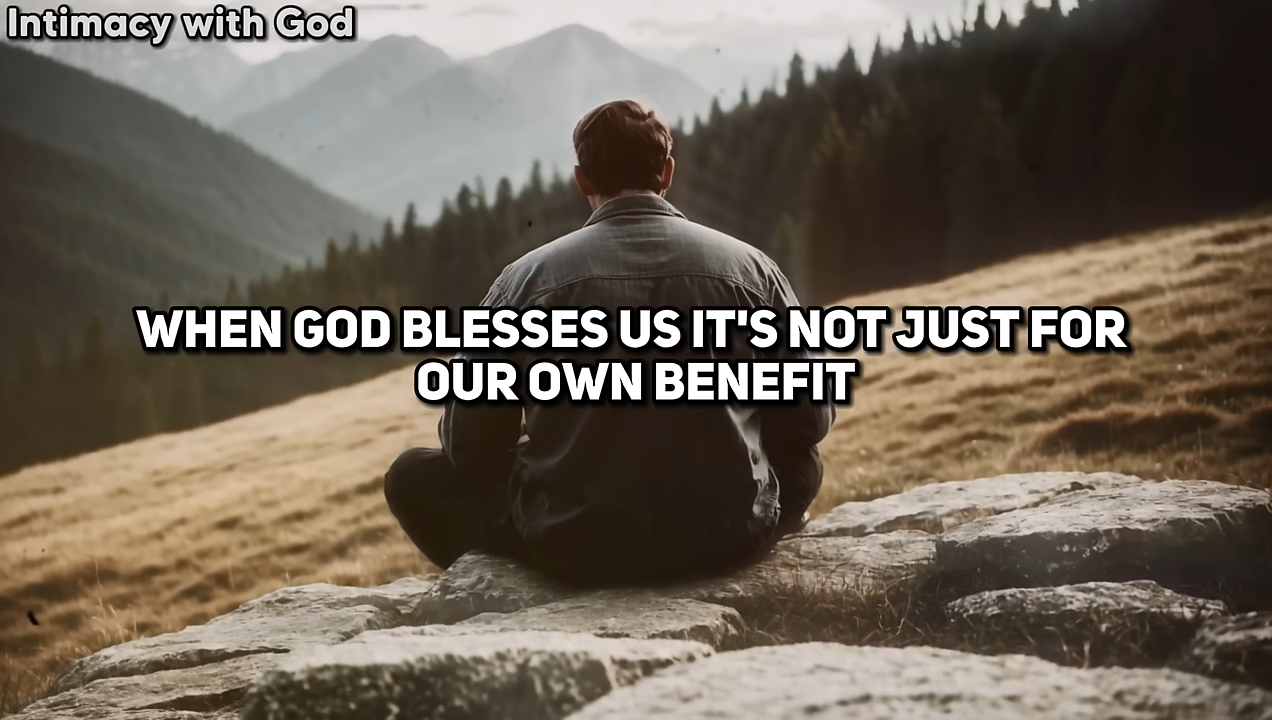 Intimacy with God
WHEN GOD BLESSES US IT'S NOT JUST FOR
OUR OWN BENEFIT